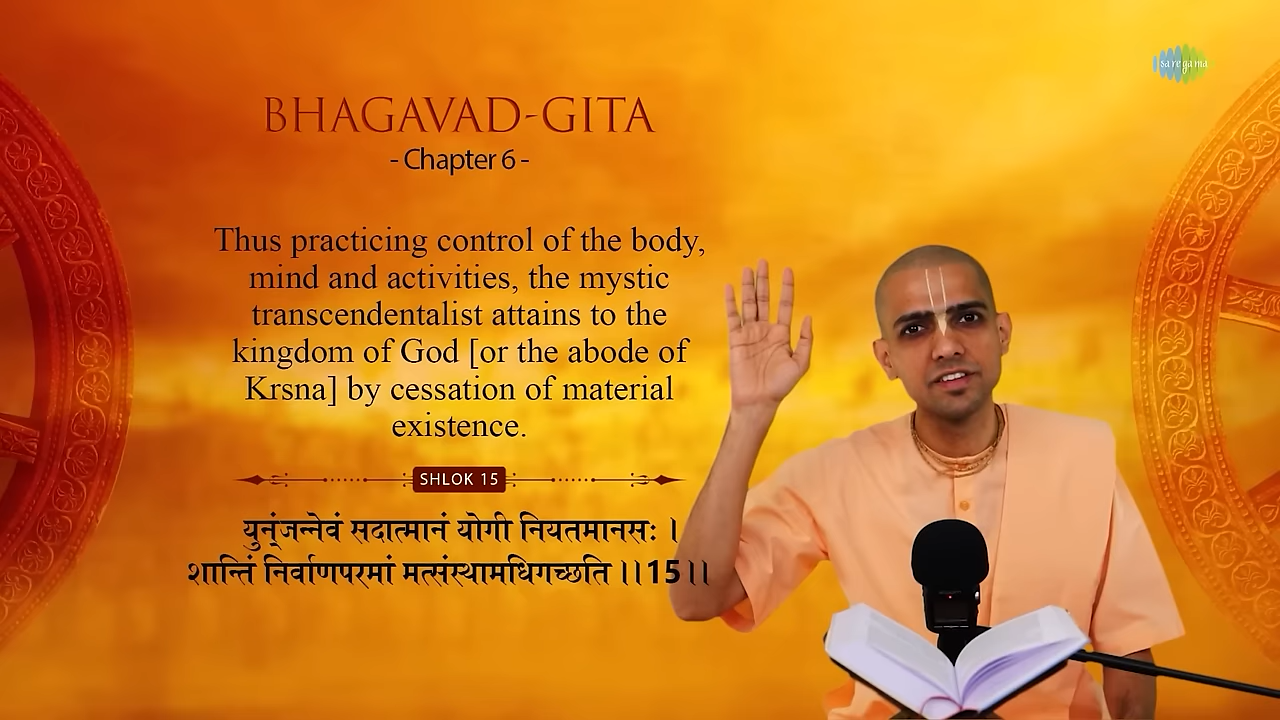 saregama
BHAGAVAD-GITA
- Chapter 6 -
Thus practicing control of the body,
mind and activities, the mystic
transcendentalist attains to the
kingdom of God [or the abode of
Krsna] by cessation of material
existence.
SHLOK 15
युन्ंजन्नेवं सदात्मानं योगी नियतमानसः ।
शान्तिं निर्वाणपरमां मत्संस्थामधिगच्छति ।।15।।